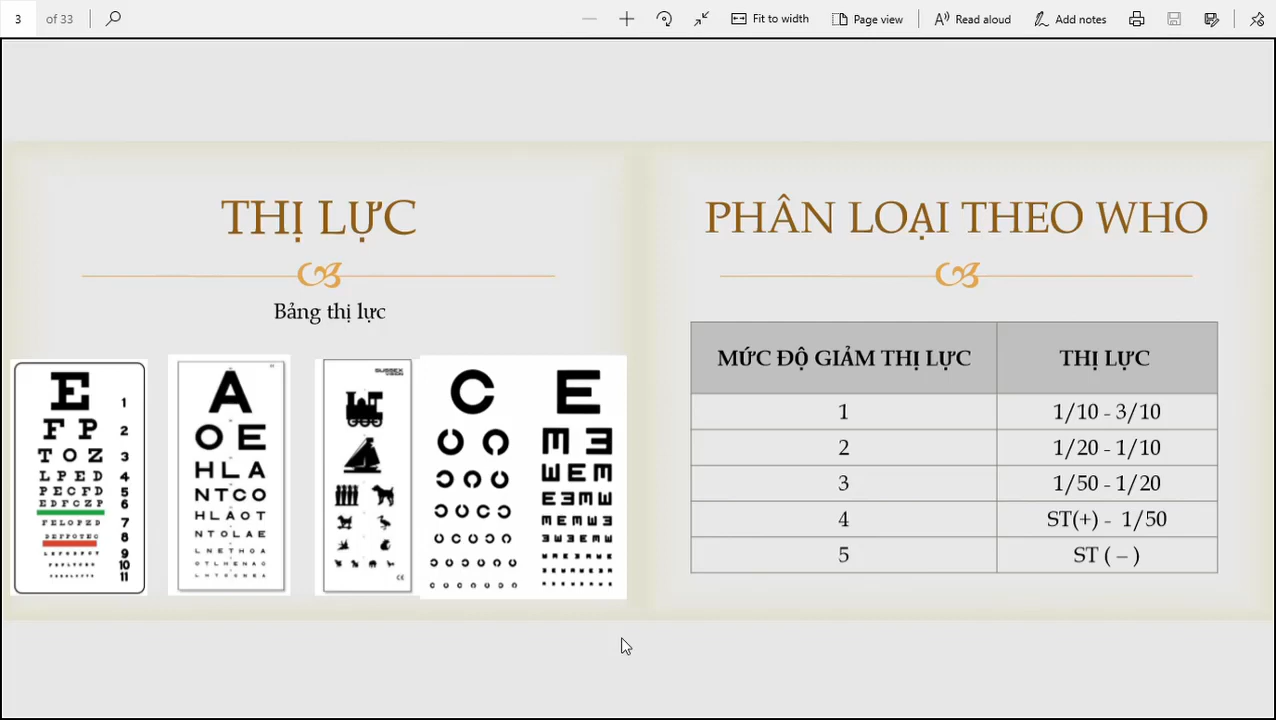 3 of 33 Fit to width Page view Read aloud Add notes
THỊ LỰC
Bảng thị lực
E 1
F P 2
T O Z 3
L P E D 4
P E C F D 5
E D F C Z P 6
F E L O P Z D 7
D E F P O T E C 8
9
10
11
A
O E
H L A
N T C O
H L A O T
N T O L A E
SUSSEX
VISION
CE
C
E
PHÂN LOẠI THEO WHO
MỨC ĐỘ GIẢM THỊ LỰC THỊ LỰC
1 1/10 - 3/10
2 1/20 - 1/10
3 1/50 - 1/20
4 ST(+) - 1/50
5 ST ( – )